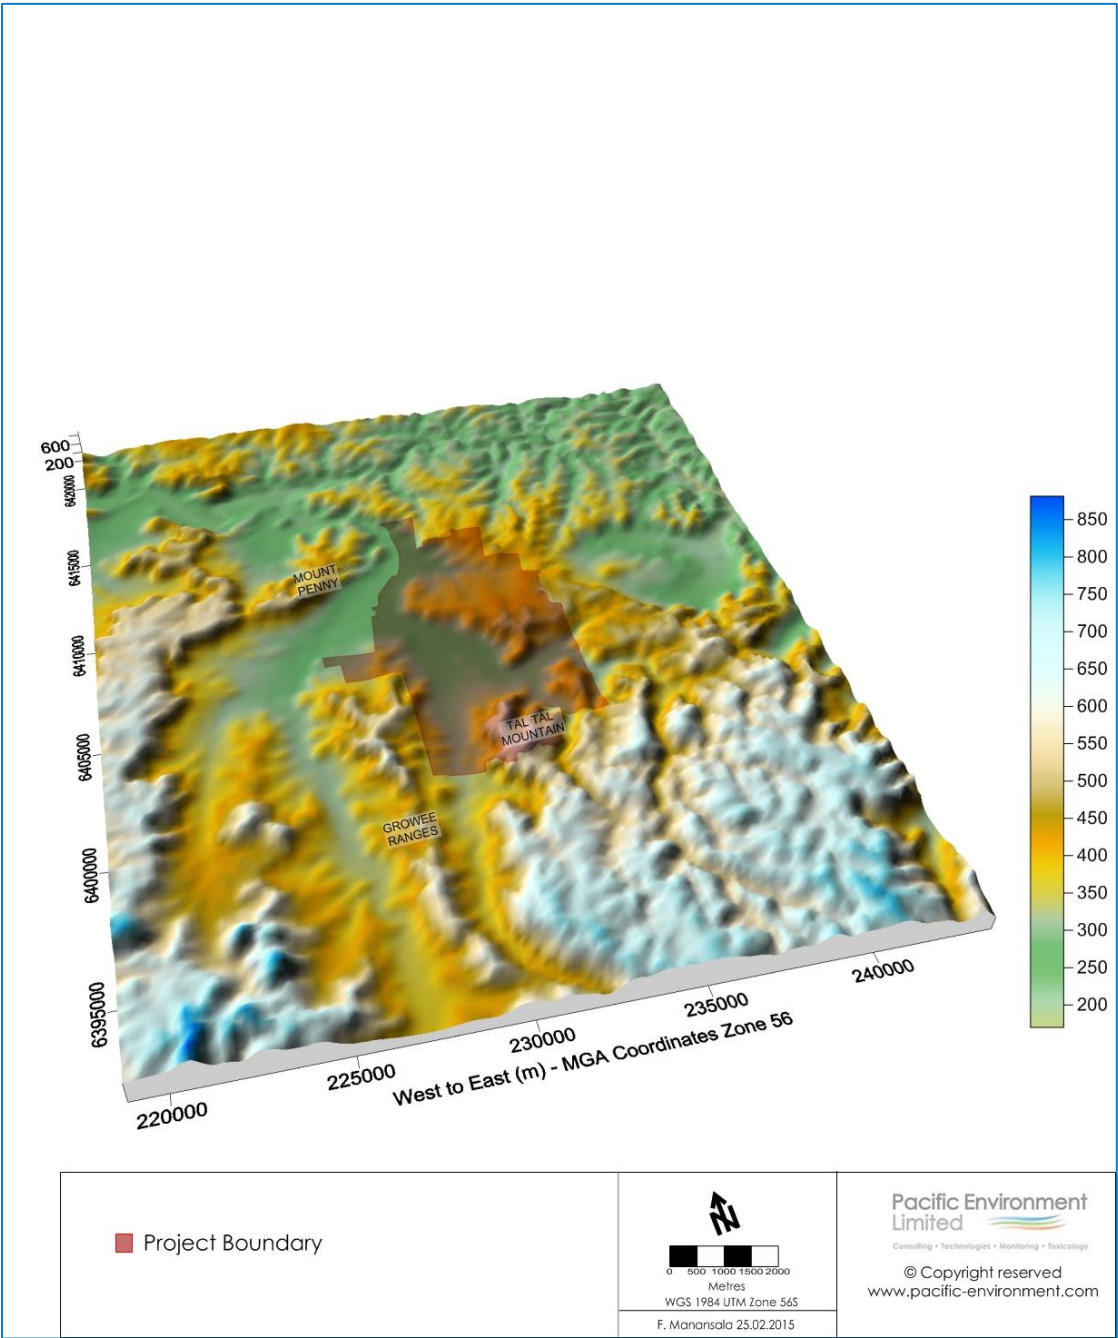 600
200
6420000
6415000
6410000
6405000
6400000
6395000
MOUNT
PENNY
TAL TAL
MOUNTAIN
GROWEE
RANGES
220000
225000
230000
235000
240000
West to East (m) - MGA Coordinates Zone 56
850
800
750
700
650
600
550
500
450
400
350
300
250
200
Project Boundary
N
0 500 1000 1500 2000
Metres
WGS 1984 UTM Zone 56S
F. Manansala 25.02.2015
Pacific Environment
Limited
Consulting • Technologies • Monitoring • Toxicology
© Copyright reserved
www.pacific-environment.com